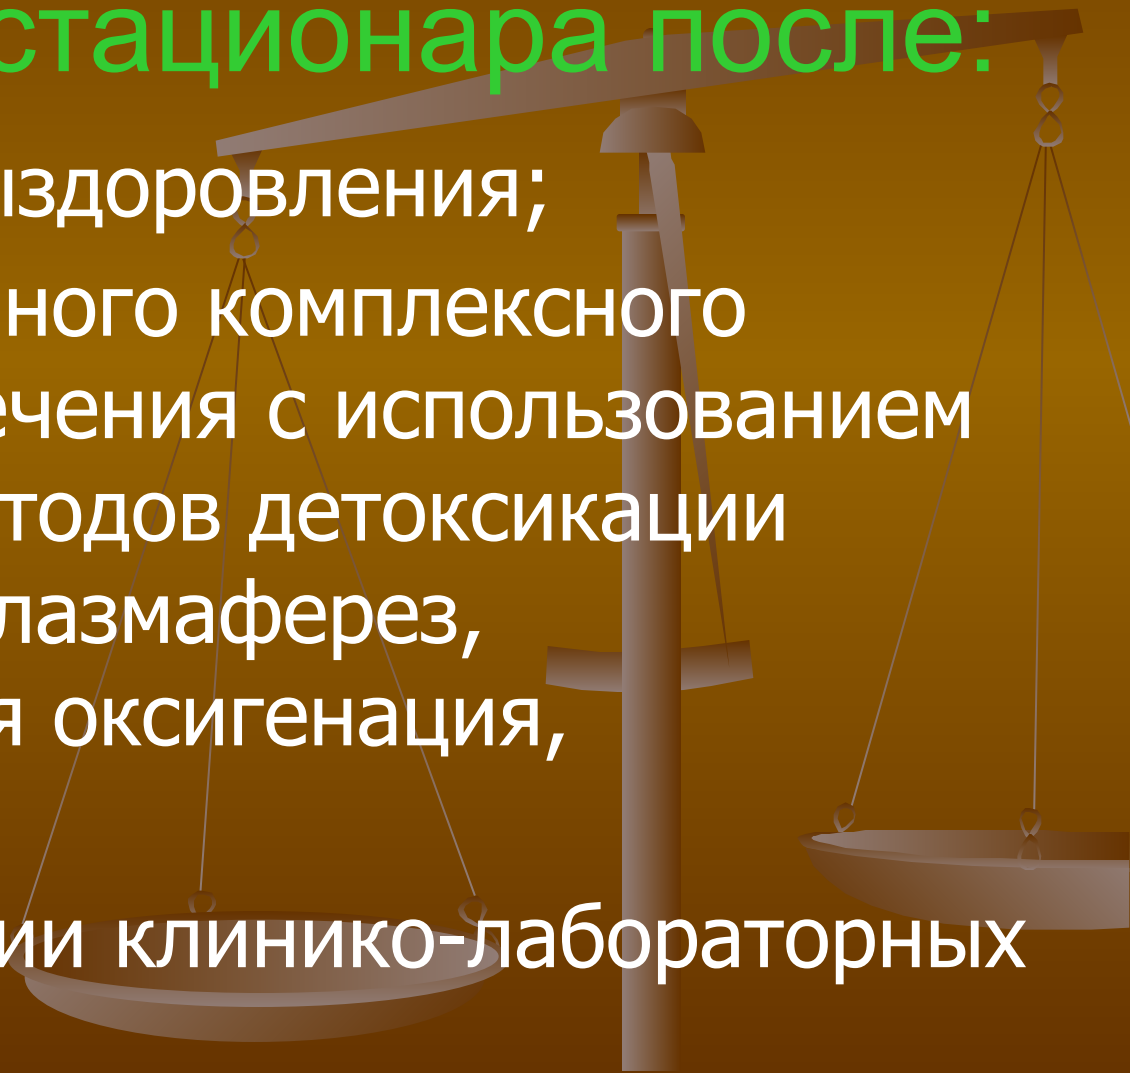 стационара после:
ыздоровления;
ного комплексного
ечения с использованием
тодов детоксикации
лазмаферез,
я оксигенация,
ии клинико-лабораторных